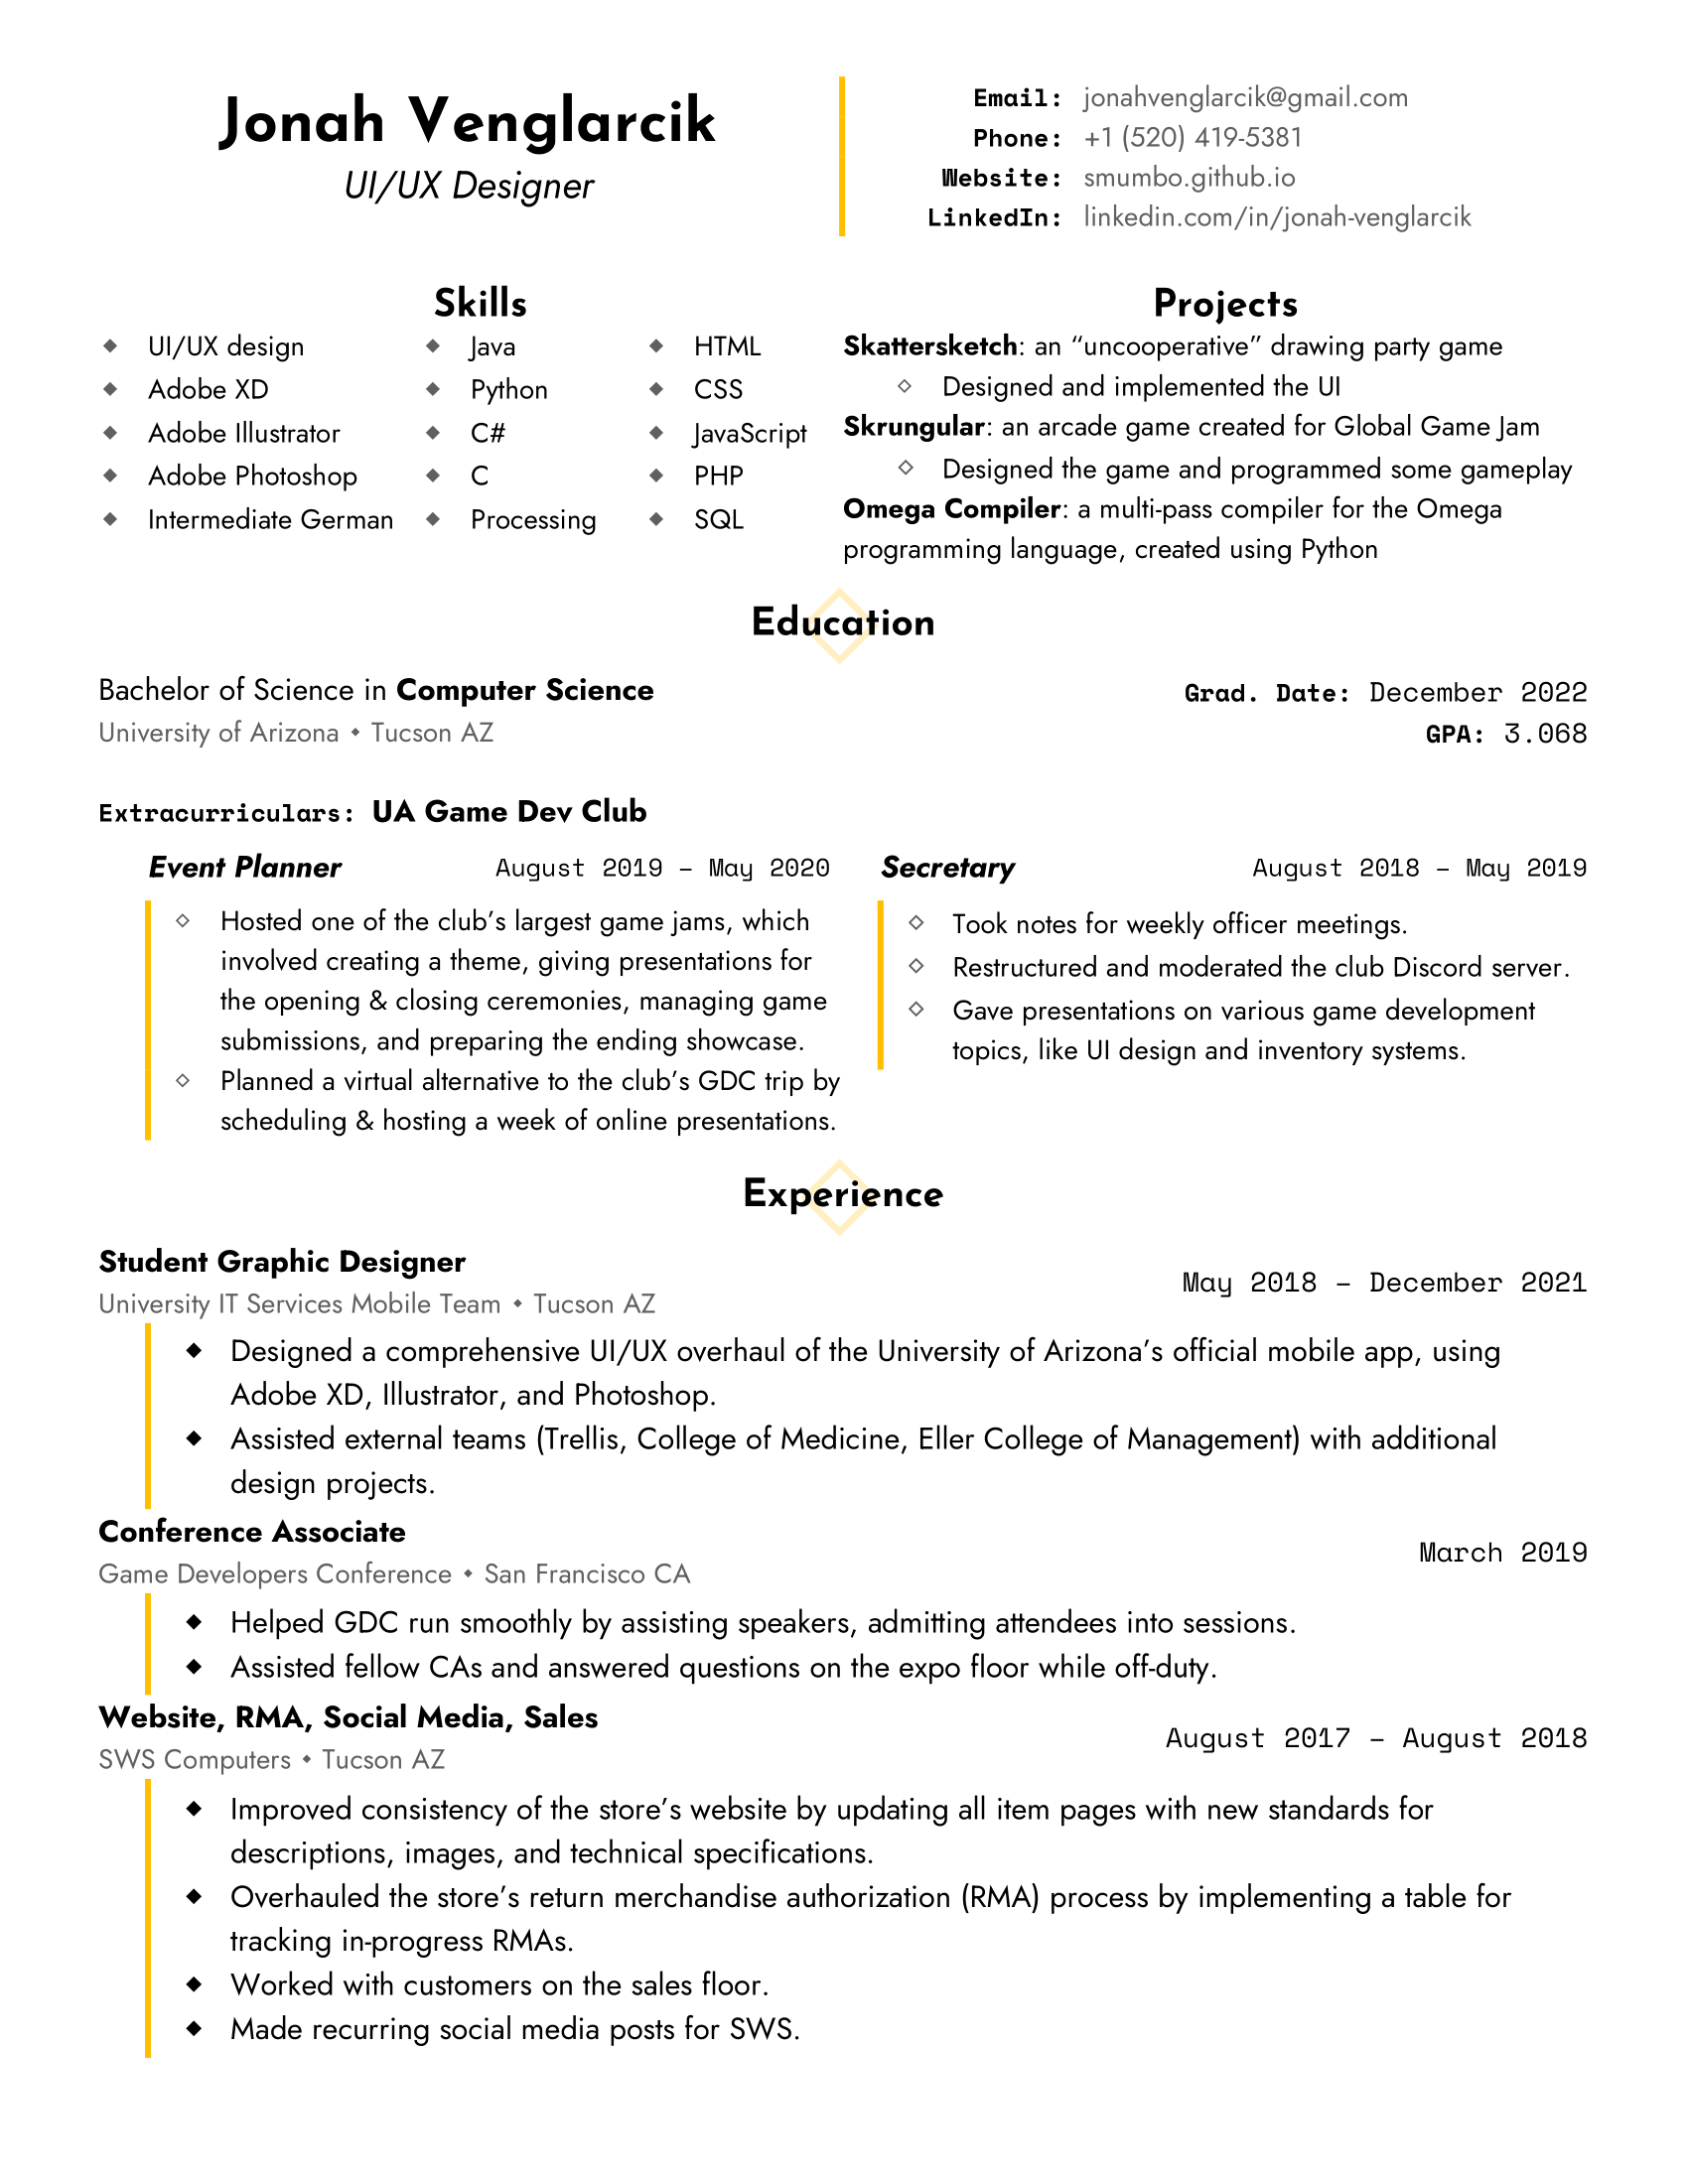 Jonah Venglarcik
UI/UX Designer
Email: jonahvenglarcik@gmail.com
Phone: +1 (520) 419-5381
Website: smumbo.github.io
LinkedIn: linkedin.com/in/jonah-venglarcik
Skills
UI/UX design
Adobe XD
Adobe Illustrator
Adobe Photoshop
Intermediate German
Java
Python
C#
C
Processing
HTML
CSS
JavaScript
PHP
SQL
Projects
Skattersketch: an “uncooperative” drawing party game
Designed and implemented the UI
Skrungular: an arcade game created for Global Game Jam
Designed the game and programmed some gameplay
Omega Compiler: a multi-pass compiler for the Omega
programming language, created using Python
Education
Bachelor of Science in Computer Science
University of Arizona • Tucson AZ
Grad. Date: December 2022
GPA: 3.068
Extracurriculars: UA Game Dev Club
Event Planner August 2019 – May 2020
Hosted one of the club’s largest game jams, which
involved creating a theme, giving presentations for
the opening & closing ceremonies, managing game
submissions, and preparing the ending showcase.
Planned a virtual alternative to the club’s GDC trip by
scheduling & hosting a week of online presentations.
Secretary August 2018 – May 2019
Took notes for weekly officer meetings.
Restructured and moderated the club Discord server.
Gave presentations on various game development
topics, like UI design and inventory systems.
Experience
Student Graphic Designer
University IT Services Mobile Team • Tucson AZ
May 2018 – December 2021
Designed a comprehensive UI/UX overhaul of the University of Arizona’s official mobile app, using
Adobe XD, Illustrator, and Photoshop.
Assisted external teams (Trellis, College of Medicine, Eller College of Management) with additional
design projects.
Conference Associate
Game Developers Conference • San Francisco CA
March 2019
Helped GDC run smoothly by assisting speakers, admitting attendees into sessions.
Assisted fellow CAs and answered questions on the expo floor while off-duty.
Website, RMA, Social Media, Sales
SWS Computers • Tucson AZ
August 2017 – August 2018
Improved consistency of the store’s website by updating all item pages with new standards for
descriptions, images, and technical specifications.
Overhauled the store’s return merchandise authorization (RMA) process by implementing a table for
tracking in-progress RMAs.
Worked with customers on the sales floor.
Made recurring social media posts for SWS.